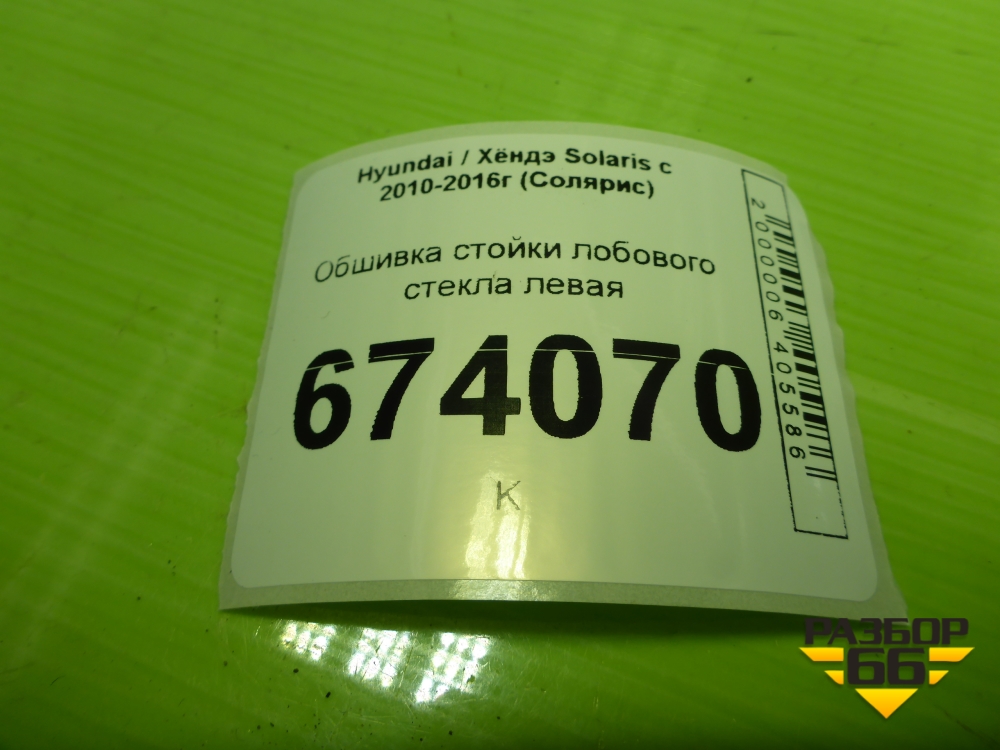 Hyundai / Хёндэ Solaris с
2010-2016г (Солярис)
Обшивка стойки лобового
стекла левая
674070
К
2000006405586
РАЗБОР
66